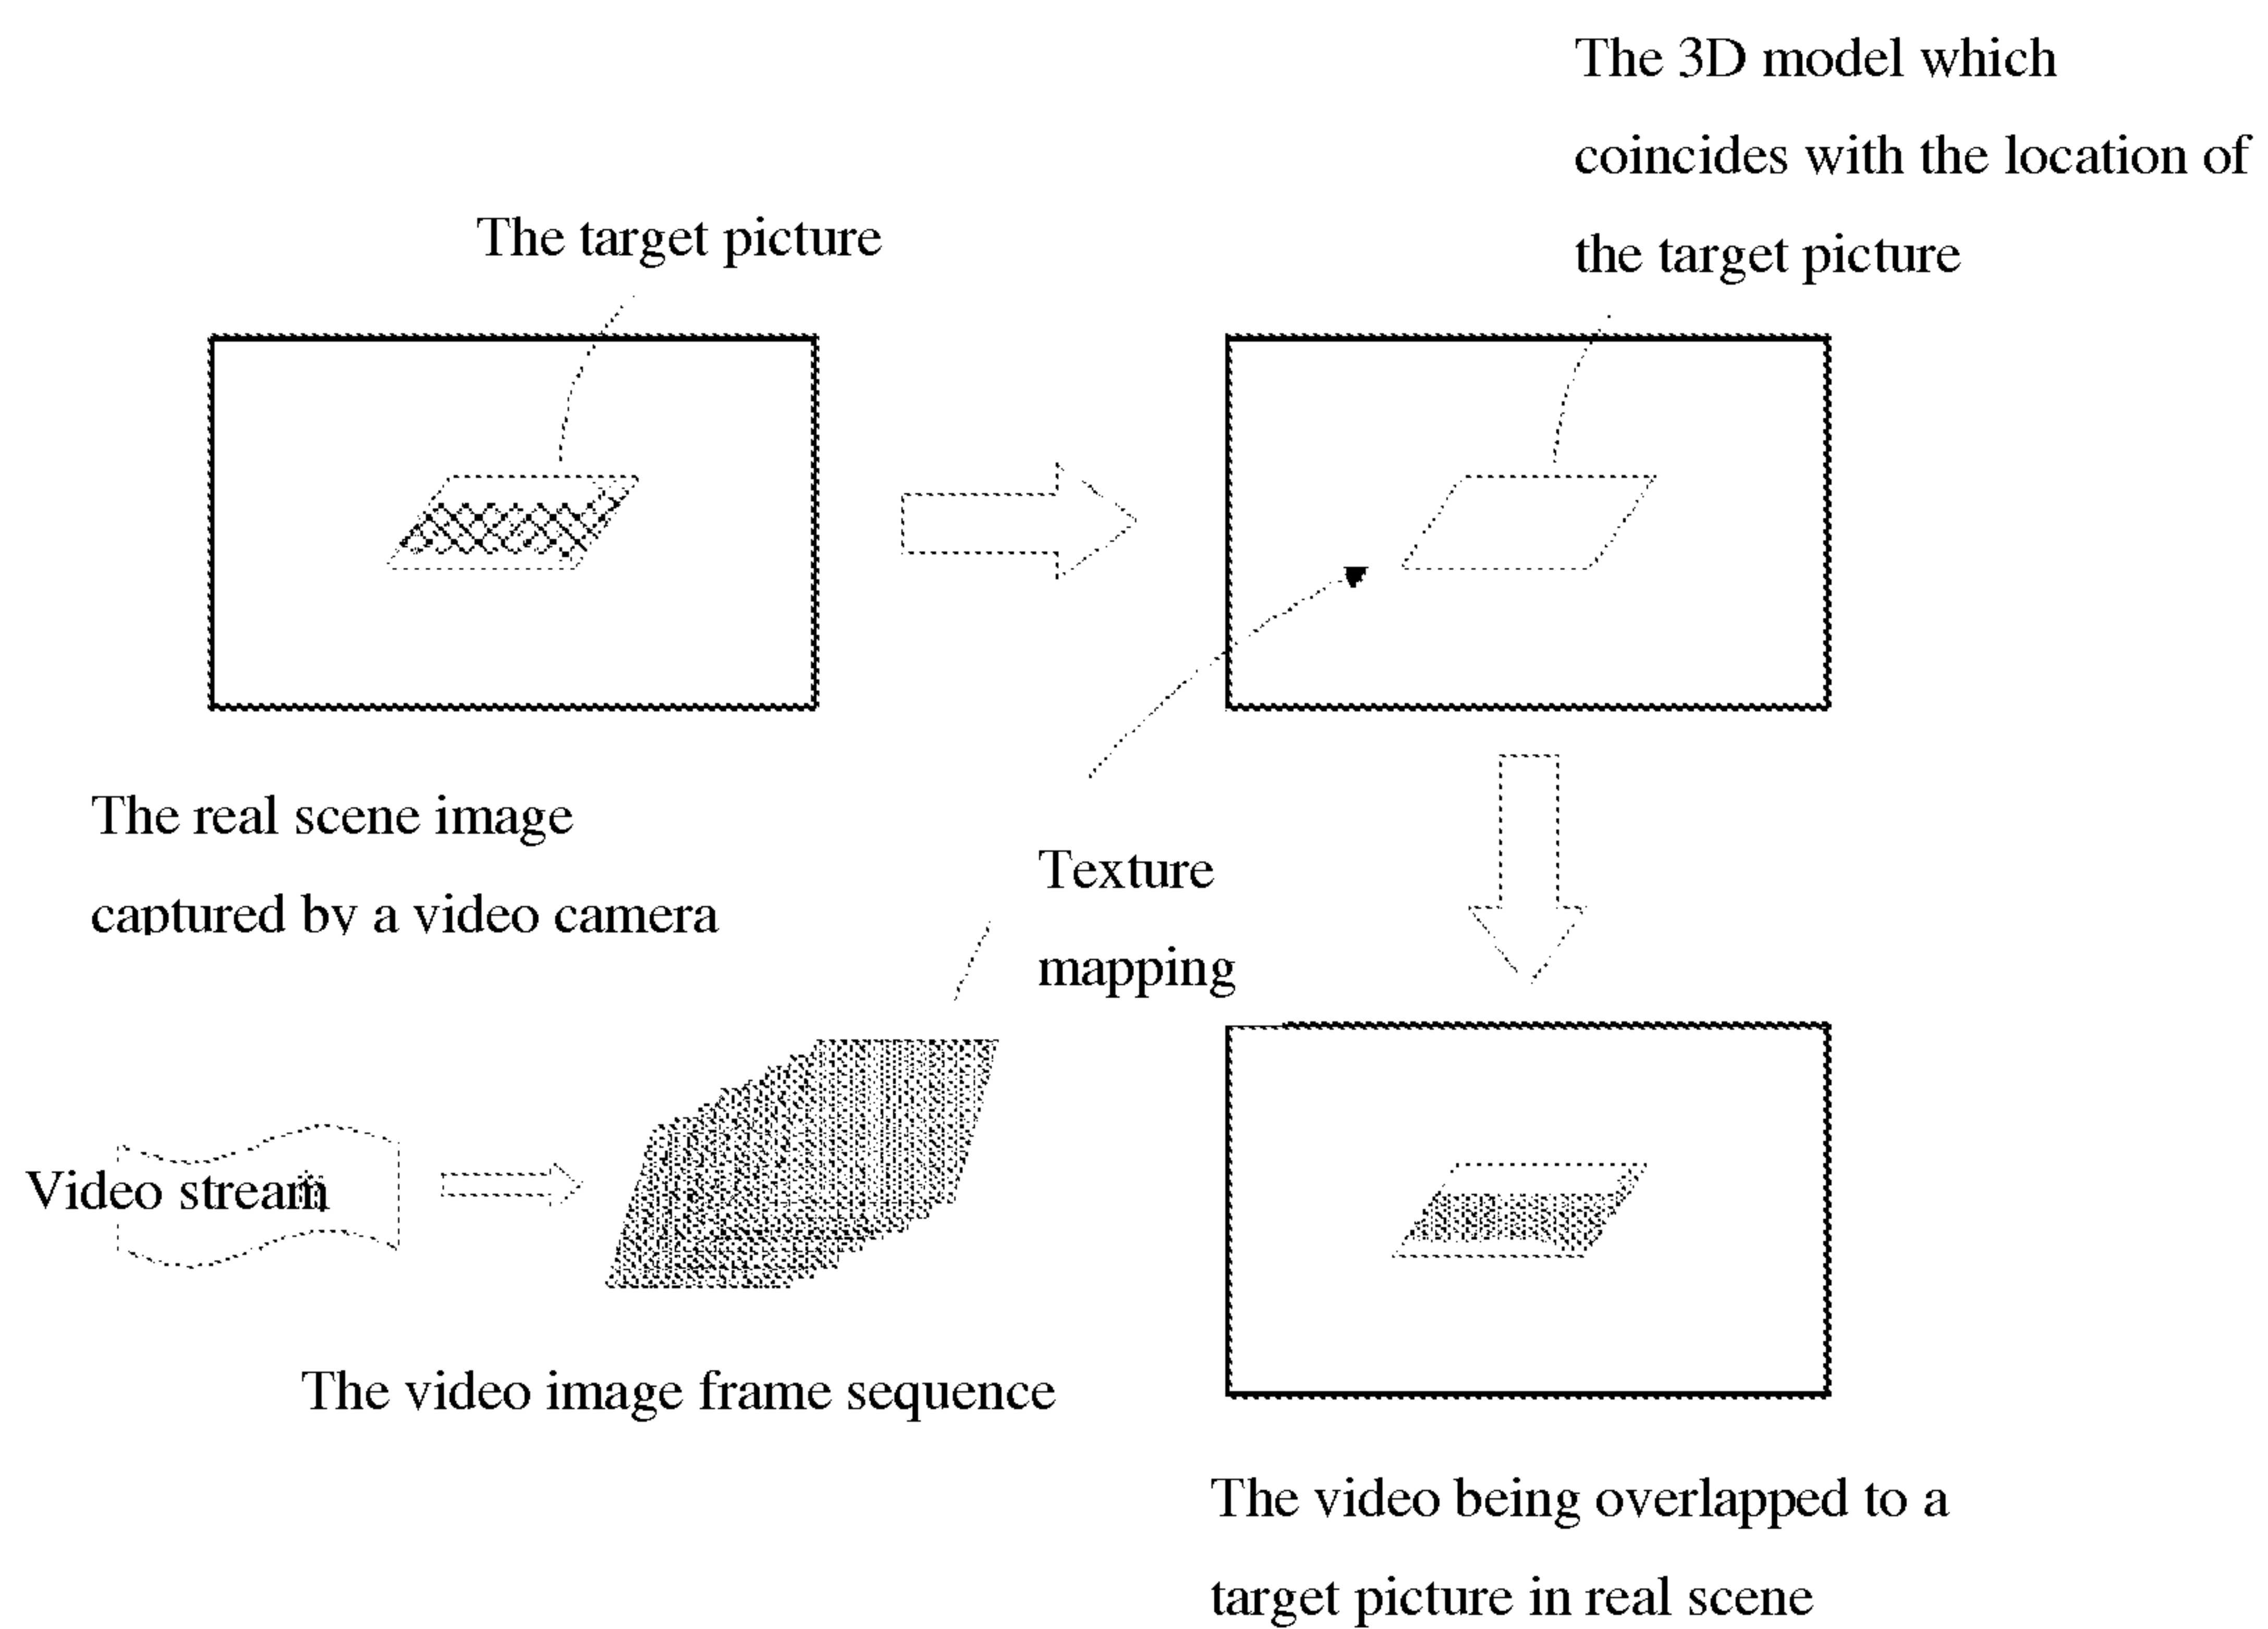 The 3D model which
coincides with the location of
the target picture
The target picture
The real scene image
captured by a video camera
Texture
mapping
Video stream
The video image frame sequence
The video being overlapped to a
target picture in real scene